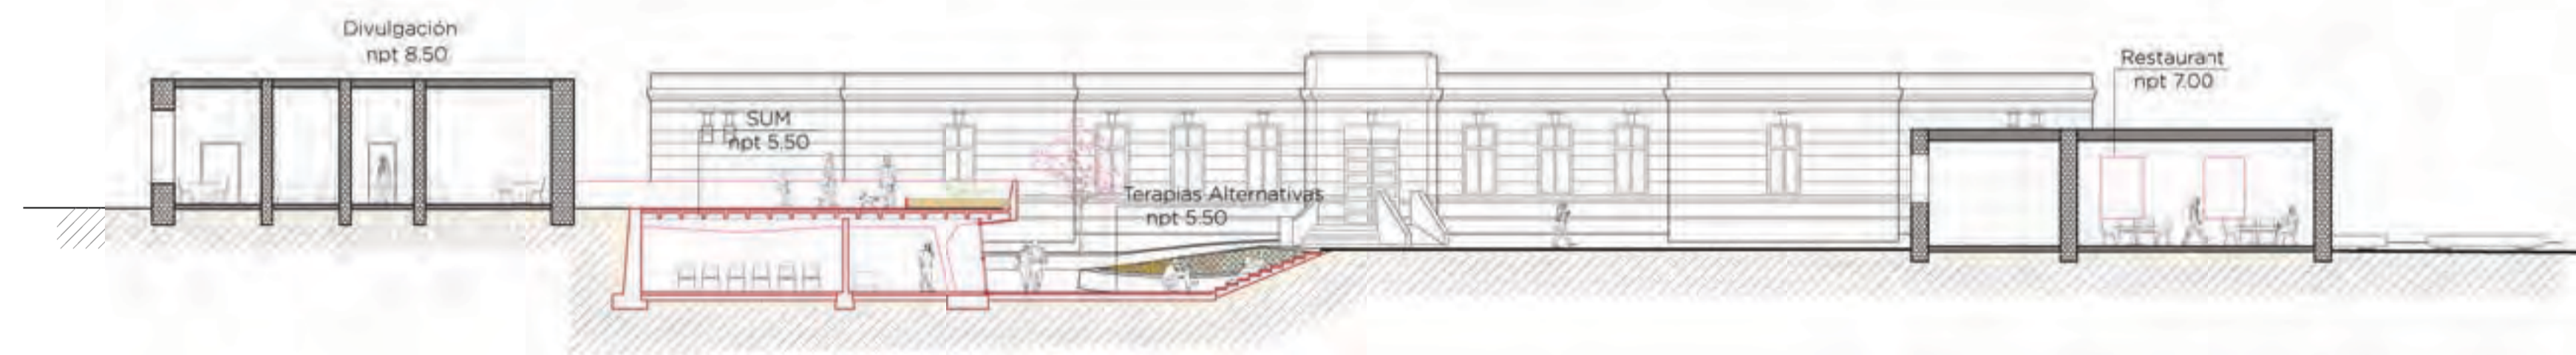 Divulgación
npt 8.50
SUM
npt 5.50
Terapias Alternativas
npt 5.50
Restaurant
npt 7.00